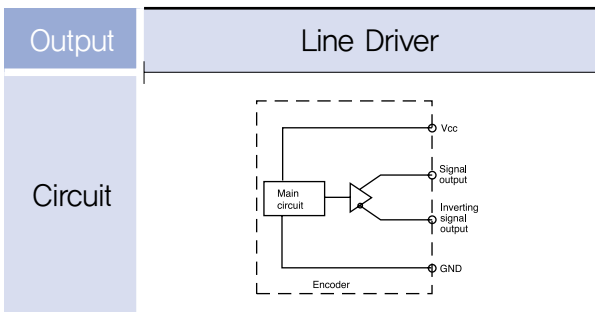 Output
Line Driver
Circuit
Vcc
Signal
output
Main
circuit
Inverting
signal
output
GND
Encoder